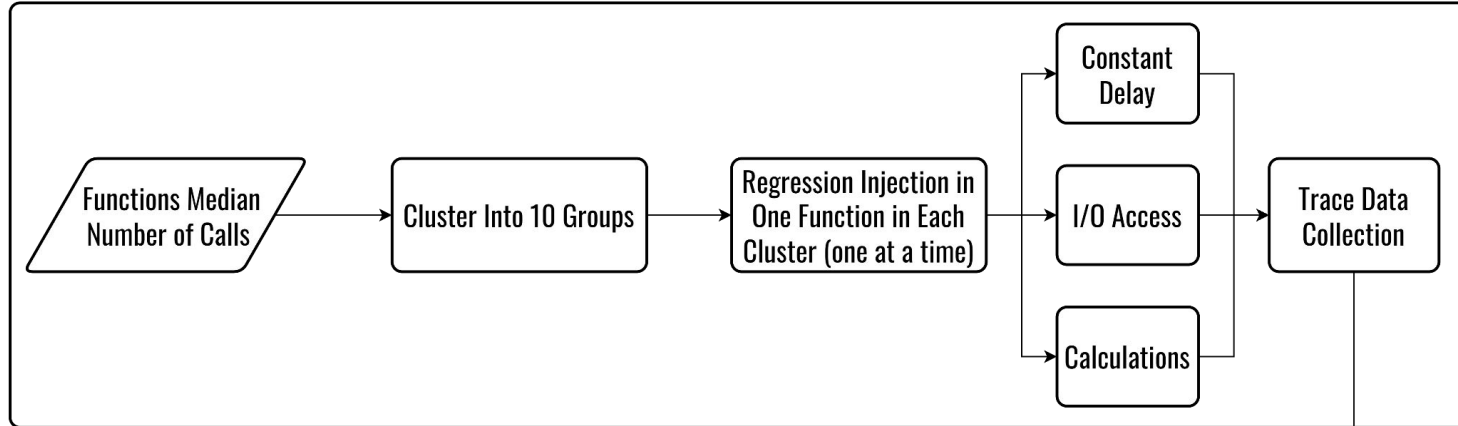 Functions Median
Number of Calls
Cluster Into 10 Groups
Regression Injection in
One Function in Each
Cluster (one at a time)
Constant
Delay
I/O Access
Calculations
Trace Data
Collection